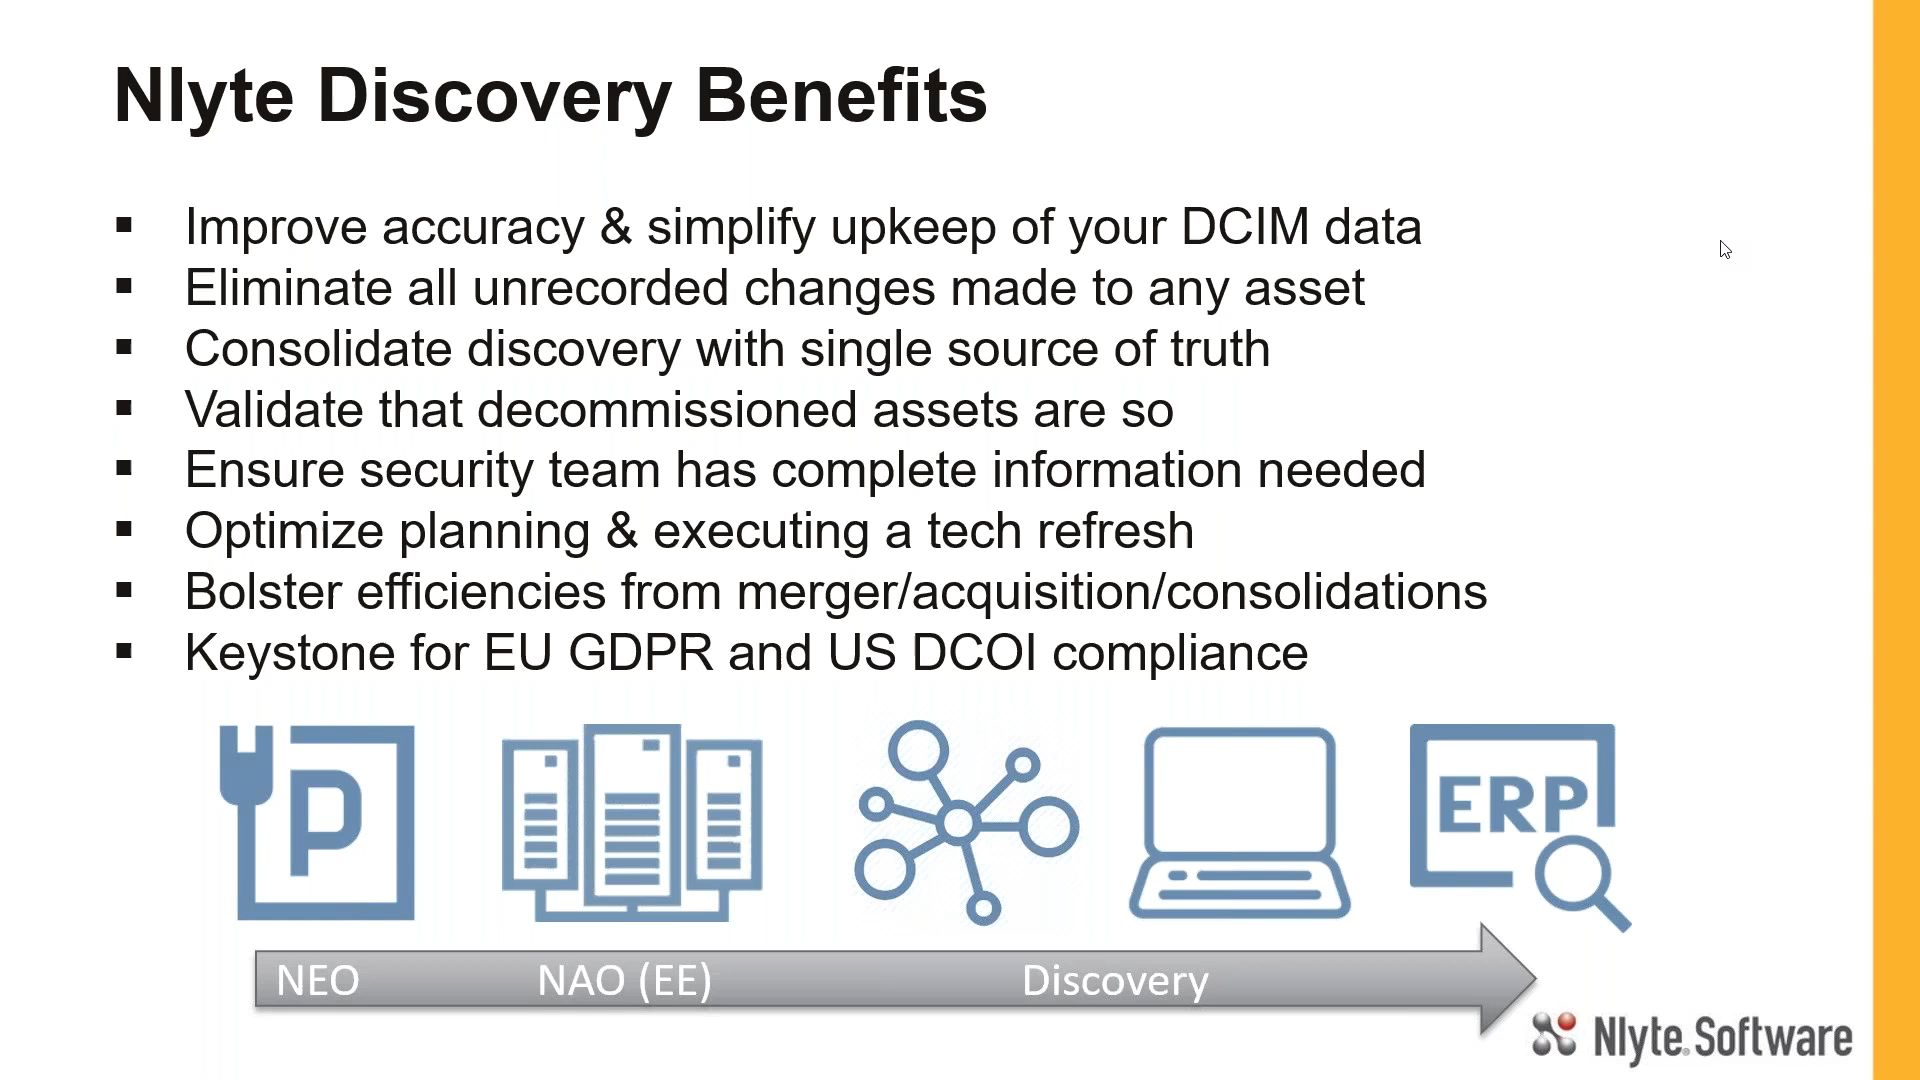 Nlyte Discovery Benefits
▪ Improve accuracy & simplify upkeep of your DCIM data
▪ Eliminate all unrecorded changes made to any asset
▪ Consolidate discovery with single source of truth
▪ Validate that decommissioned assets are so
▪ Ensure security team has complete information needed
▪ Optimize planning & executing a tech refresh
▪ Bolster efficiencies from merger/acquisition/consolidations
▪ Keystone for EU GDPR and US DCOI compliance
P
ERP
NEO NAO (EE) Discovery
Nlyte® Software